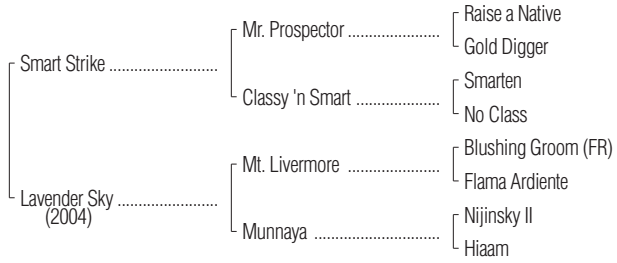 Raise a Native
Mr. Prospector ....................
Gold Digger
Smart Strike .......................
Smarten
Classy 'n Smart ..................
No Class
Blushing Groom (FR)
Mt. Livermore ....................
Flama Ardiente
Lavender Sky .....................
(2004)
Nijinsky II
Munnaya ...........................
Hiaam